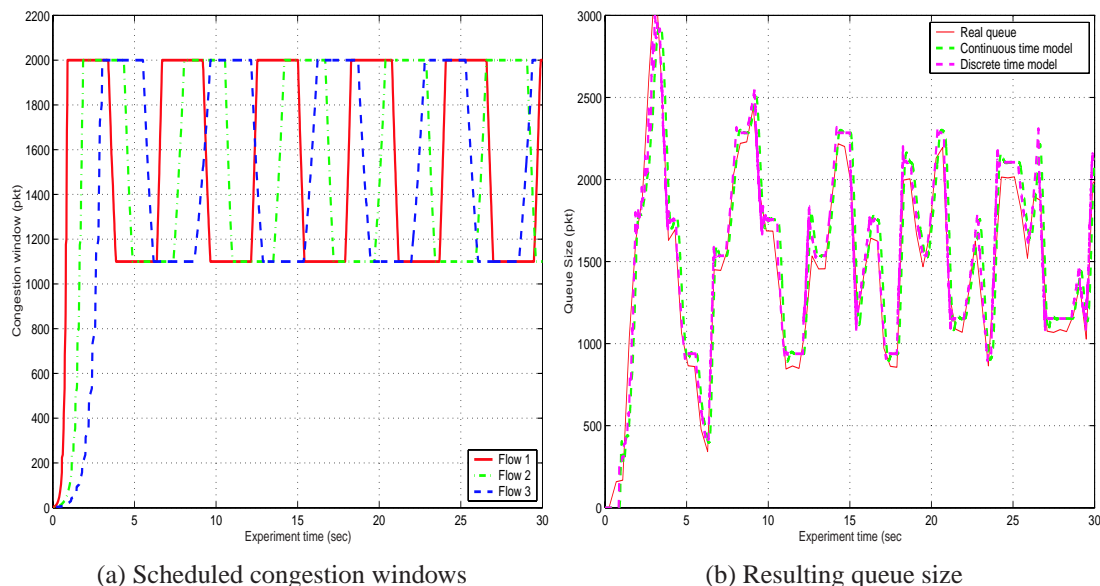 2200
2000
1800
1600
1400
1200
1000
800
600
400
200
0
0 5 10 15 20 25 30
Congestion window (pkt)
Experiment time (sec)
Flow 1
Flow 2
Flow 3
(a) Scheduled congestion windows
3000
2500
2000
1500
1000
500
0
0 5 10 15 20 25 30
Queue Size (pkt)
Experiment time (sec
Real queue
Continuous time model
Discrete time model
(b) Resulting queue size